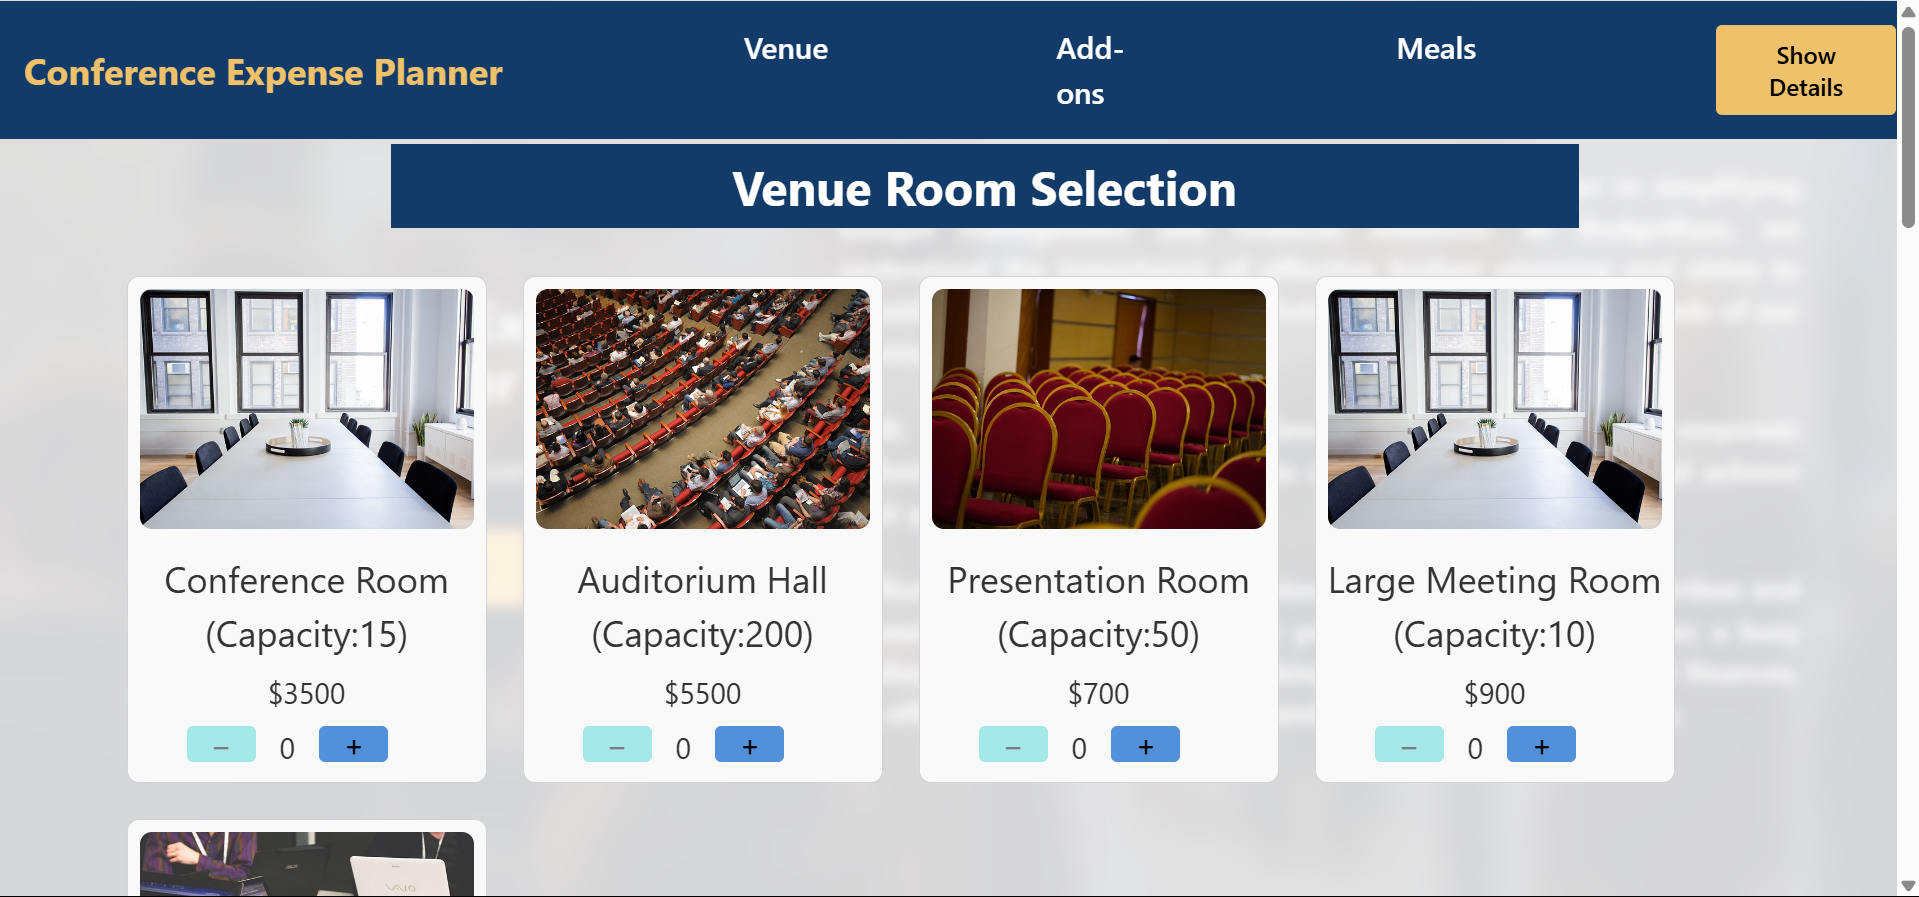 Conference Expense Planner
Venue
Add-
ons
Meals
Show
Details
Venue Room Selection
Conference Room
(Capacity:15)
$3500
– 0 +
Auditorium Hall
(Capacity:200)
$5500
– 0 +
Presentation Room
(Capacity:50)
$700
– 0 +
Large Meeting Room
(Capacity:10)
$900
– 0 +
VAIO